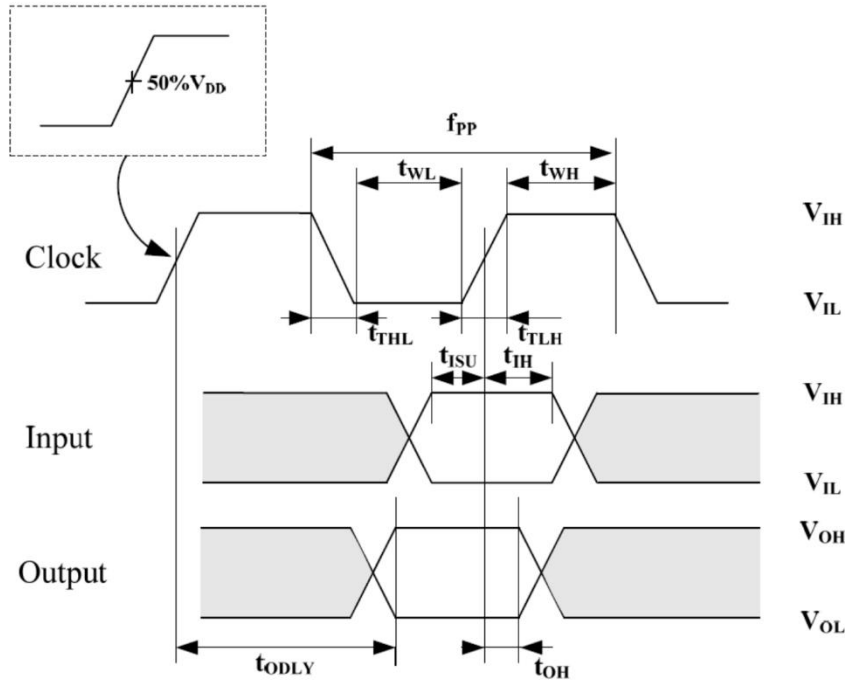 50%VDD
fPP
tWL tWH
VIH
Clock
VIL
tTHL tTLH
tISU tIH
VIH
Input
VIL
VOH
Output
VOL
tODLY tOH